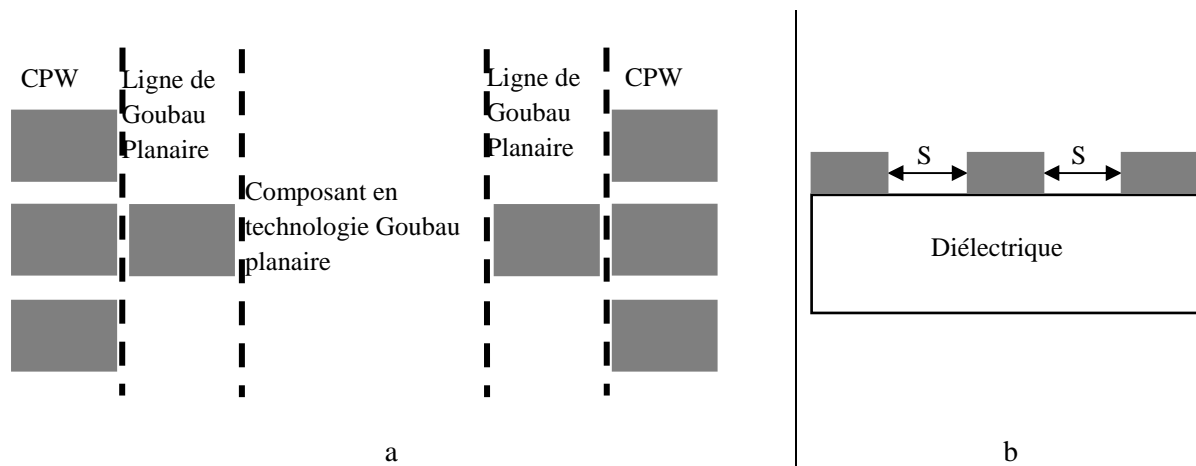 CPW
Ligne de
Goubau
Planaire
Composant en
technologie Goubau
planaire
Ligne de
Goubau
Planaire
CPW
a
S
S
Diélectrique
b